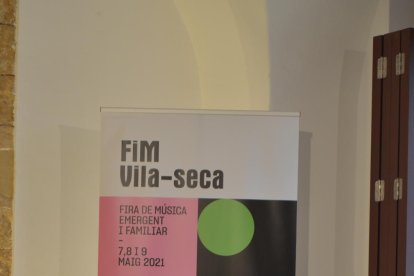 FiM
Vila-seca
FIRA DE MÚSICA
EMERGENT
I FAMILIAR
–
7, 8 I 9
MAIG 2021